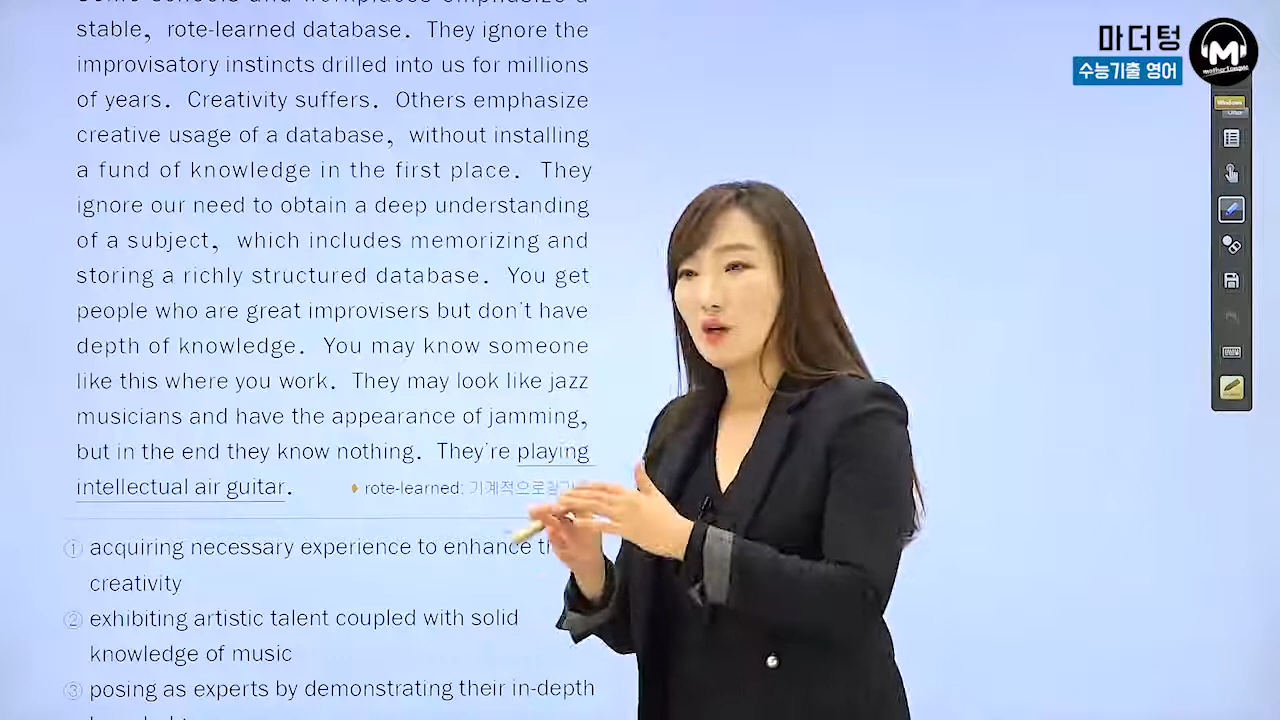 Some schools and workplaces emphasize a
stable, rote-learned database. They ignore the
improvisatory instincts drilled into us for millions
of years. Creativity suffers. Others emphasize
creative usage of a database, without installing
a fund of knowledge in the first place. They
ignore our need to obtain a deep understanding
of a subject, which includes memorizing and
storing a richly structured database. You get
people who are great improvisers but don't have
depth of knowledge. You may know someone
like this where you work. They may look like jazz
musicians and have the appearance of jamming,
but in the end they know nothing. They're playing
intellectual air guitar.
◆ rote-learned: 기계적으로
① acquiring necessary experience to enhance
creativity
② exhibiting artistic talent coupled with solid
knowledge of music
③ posing as experts by demonstrating their in-depth
마더텅
수능기출 영어
M
mother tongue
Windows